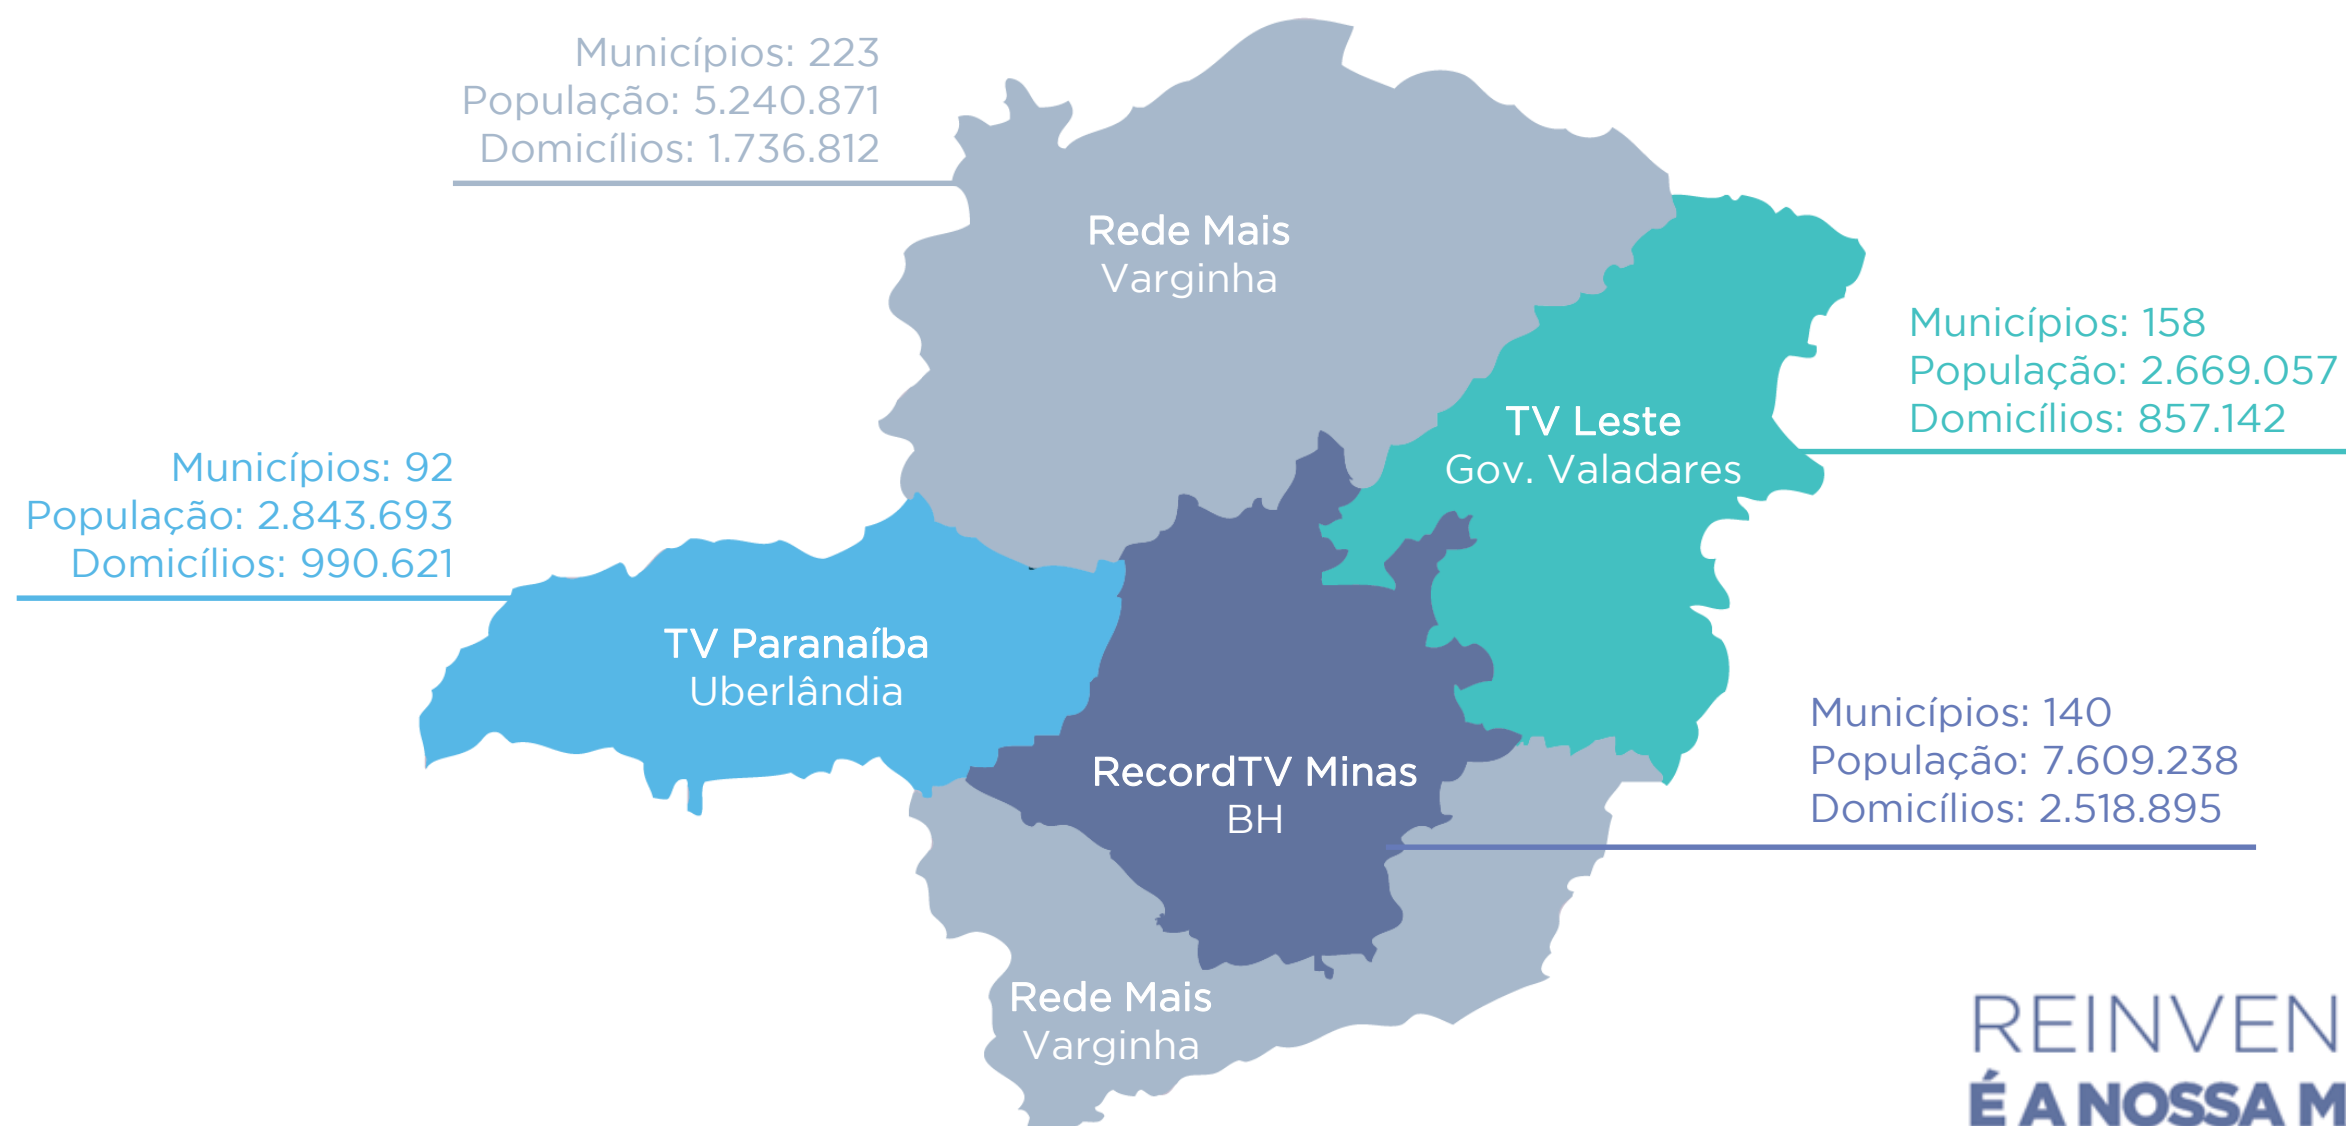 Municípios: 223
População: 5.240.871
Domicílios: 1.736.812
Rede Mais
Varginha
Municípios: 158
População: 2.669.057
Domicílios: 857.142
TV Leste
Gov. Valadares
Municípios: 92
População: 2.843.693
Domicílios: 990.621
TV Paranaíba
Uberlândia
Municípios: 140
População: 7.609.238
Domicílios: 2.518.895
RecordTV Minas
BH
Rede Mais
Varginha
REINVEN
É A NOSSA M